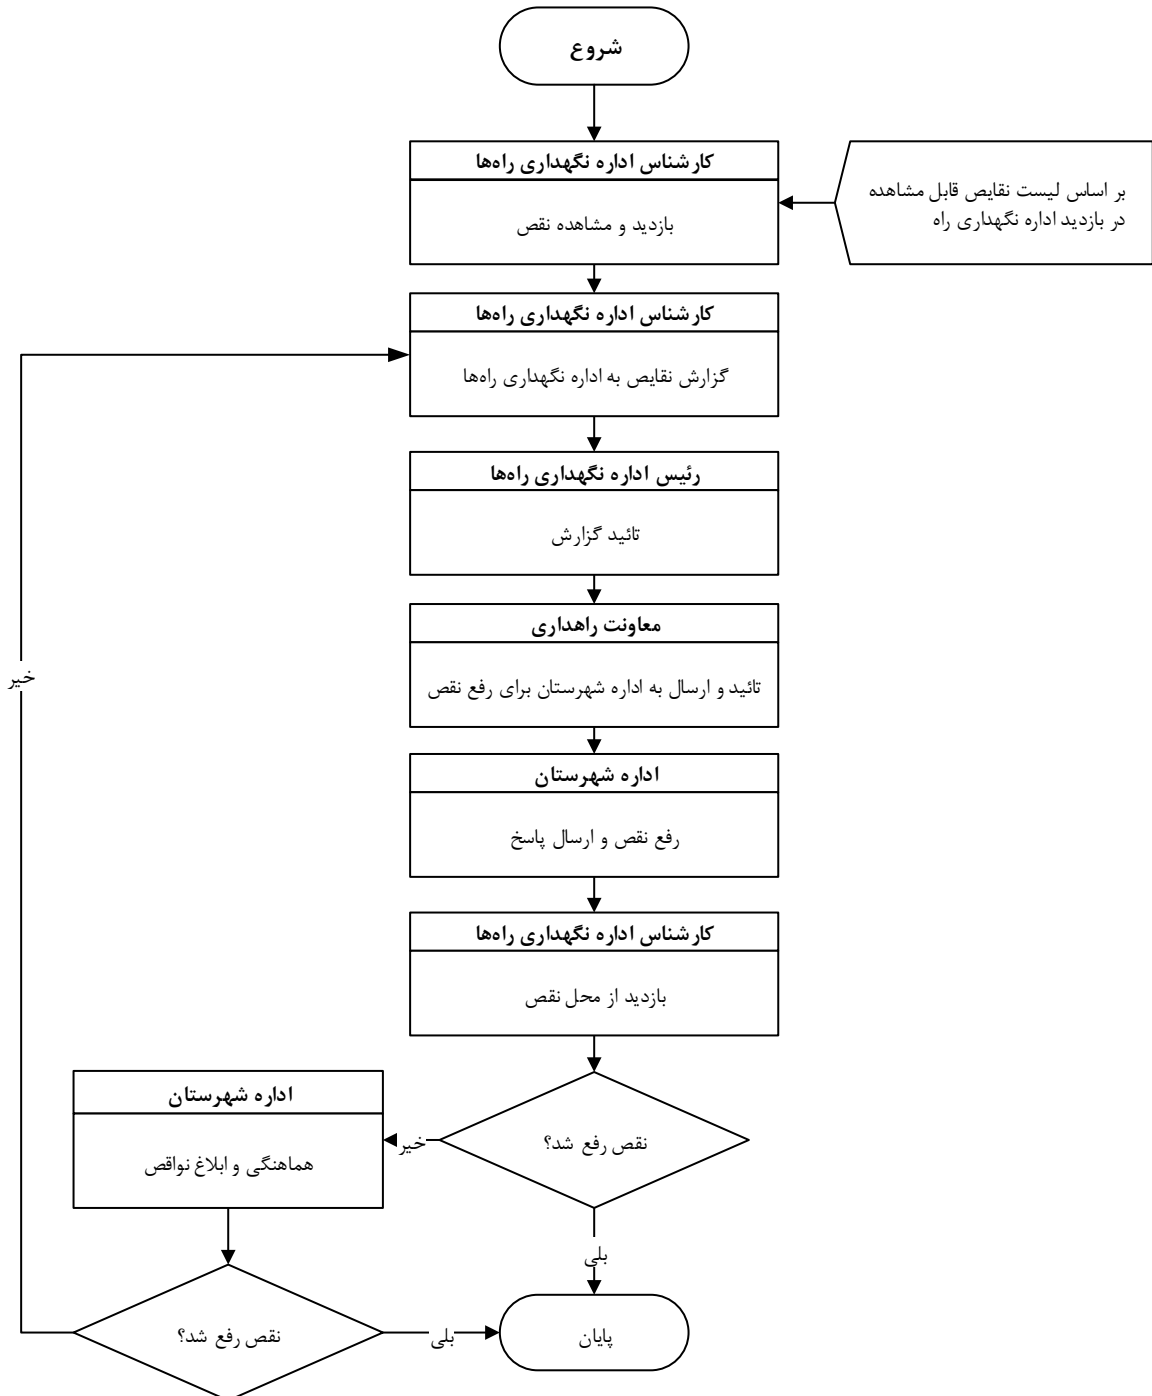 شروع
کارشناس اداره نگهداری راه‌ها
بازدید و مشاهده نقص
بر اساس لیست نقایص قابل مشاهده
در بازدید اداره نگهداری راه
کارشناس اداره نگهداری راه‌ها
گزارش نقایص به اداره نگهداری راه‌ها
رئیس اداره نگهداری راه‌ها
تائید گزارش
معاونت راهداری
تائید و ارسال به اداره شهرستان برای رفع نقص
خیر
اداره شهرستان
رفع نقص و ارسال پاسخ
کارشناس اداره نگهداری راه‌ها
بازدید از محل نقص
نقص رفع شد؟
خیر
اداره شهرستان
هماهنگی و ابلاغ نواقص
بلی
نقص رفع شد؟
بلی
پایان